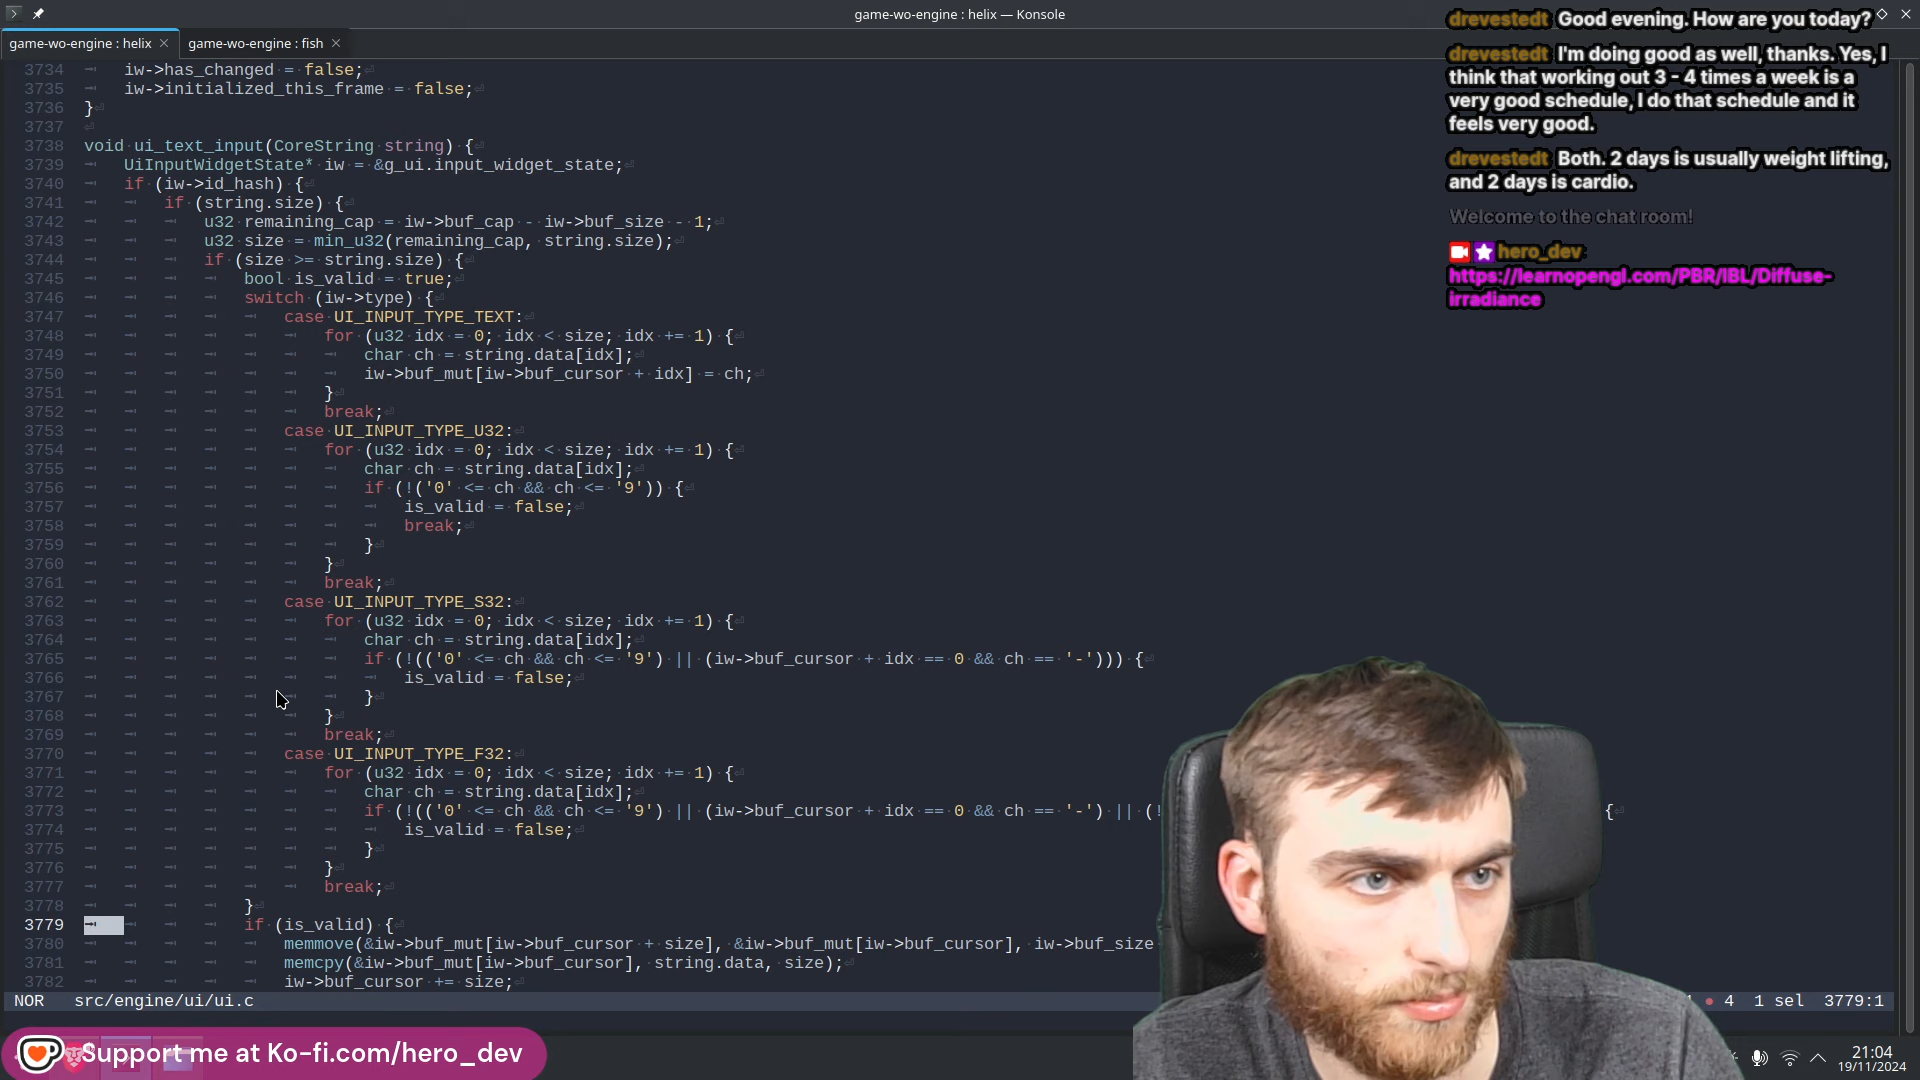 game-wo-engine : helix — Konsole
game-wo-engine : helix
game-wo-engine : fish
3734 iw->has_changed = false;
3735 iw->initialized_this_frame = false;
3736 }
3737
3738 void ui_text_input(CoreString string) {
3739 UiInputWidgetState* iw = &g_ui.input_widget_state;
3740 if (iw->id_hash) {
3741 if (string.size) {
3742 u32 remaining_cap = iw->buf_cap - iw->buf_size - 1;
3743 u32 size = min_u32(remaining_cap, string.size);
3744 if (size >= string.size) {
3745 bool is_valid = true;
3746 switch (iw->type) {
3747 case UI_INPUT_TYPE_TEXT:
3748 for (u32 idx = 0; idx < size; idx += 1) {
3749 char ch = string.data[idx];
3750 iw->buf_mut[iw->buf_cursor + idx] = ch;
3751 }
3752 break;
3753 case UI_INPUT_TYPE_U32:
3754 for (u32 idx = 0; idx < size; idx += 1) {
3755 char ch = string.data[idx];
3756 if (!('0' <= ch && ch <= '9')) {
3757 is_valid = false;
3758 break;
3759 }
3760 }
3761 break;
3762 case UI_INPUT_TYPE_S32:
3763 for (u32 idx = 0; idx < size; idx += 1) {
3764 char ch = string.data[idx];
3765 if (!(('0' <= ch && ch <= '9') || (iw->buf_cursor + idx == 0 && ch == '-'))) {
3766 is_valid = false;
3767 }
3768 }
3769 break;
3770 case UI_INPUT_TYPE_F32:
3771 for (u32 idx = 0; idx < size; idx += 1) {
3772 char ch = string.data[idx];
3773 if (!(('0' <= ch && ch <= '9') || (iw->buf_cursor + idx == 0 && ch == '-') || (! {
3774 is_valid = false;
3775 }
3776 }
3777 break;
3778 }
3779 if (is_valid) {
3780 memmove(&iw->buf_mut[iw->buf_cursor + size], &iw->buf_mut[iw->buf_cursor], iw->buf_size
3781 memcpy(&iw->buf_mut[iw->buf_cursor], string.data, size);
3782 iw->buf_cursor += size;
NOR src/engine/ui/ui.c
4 1 sel 3779:1
drevestedt Good evening. How are you today?
drevestedt I'm doing good as well, thanks. Yes, I
think that working out 3 - 4 times a week is a
very good schedule, I do that schedule and it
feels very good.
drevestedt Both. 2 days is usually weight lifting,
and 2 days is cardio.
Welcome to the chat room!
hero_dev
https://learnopengl.com/PBR/IBL/Diffuse-
irradiance
Support me at Ko-fi.com/hero_dev
21:04
19/11/2024